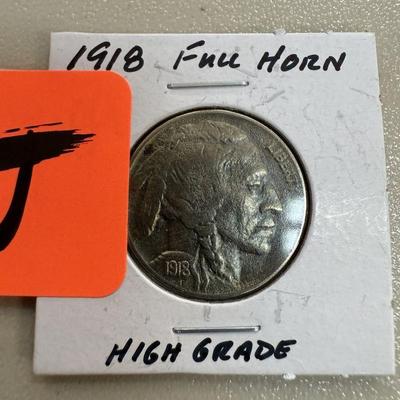 1918 FULL HORN
LIBERTY
1918
HIGH GRADE